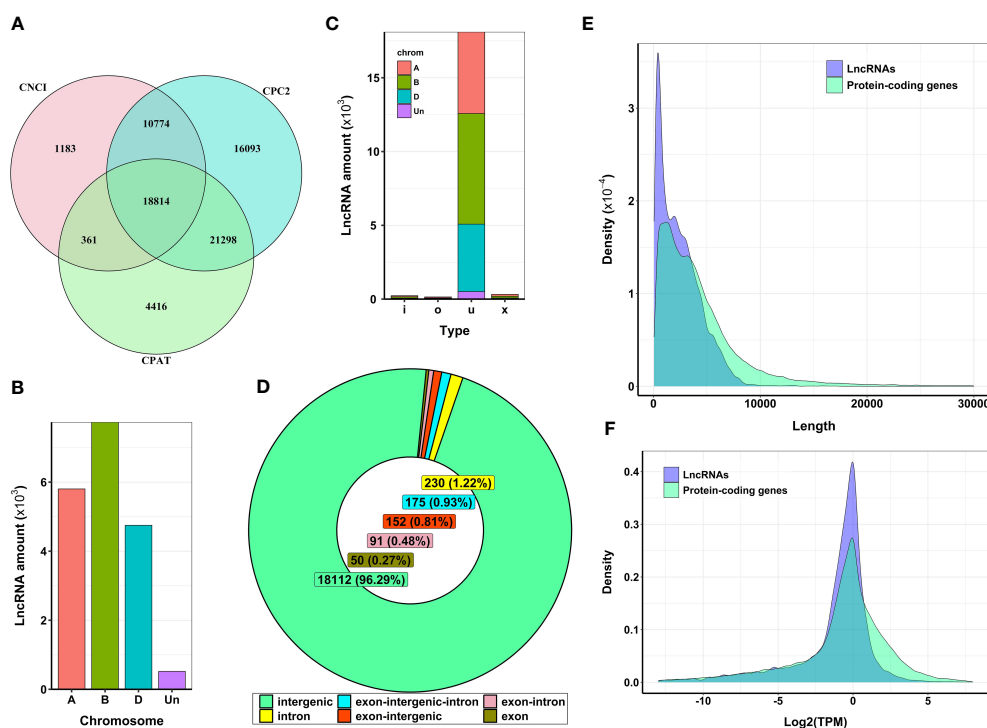 A
CNCI
CPC2
CPAT
1183
10774
16093
18814
361
21298
4416
B
LncRNA amount (x10³)
6
4
2
0
A B D Un
Chromosome
C
LncRNA amount (x10³)
15
10
5
0
chrom
A
B
D
Un
i o u x
Type
D
230 (1.22%)
175 (0.93%)
152 (0.81%)
91 (0.48%)
50 (0.27%)
18112 (96.29%)
intergenic exon-intergenic-intron exon-intron
intron exon-intergenic exon
E
Density (x10⁻⁴)
3
2
1
0
LncRNAs
Protein-coding genes
0 10000 20000 30000
Length
F
Density
0.4
0.3
0.2
0.1
0.0
LncRNAs
Protein-coding genes
-10 -5 0 5
Log2(TPM)